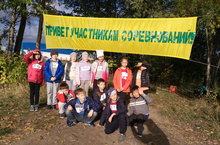 ПРИВЕТ УЧАСТНИКАМ СОРЕВНОВАНИЙ!